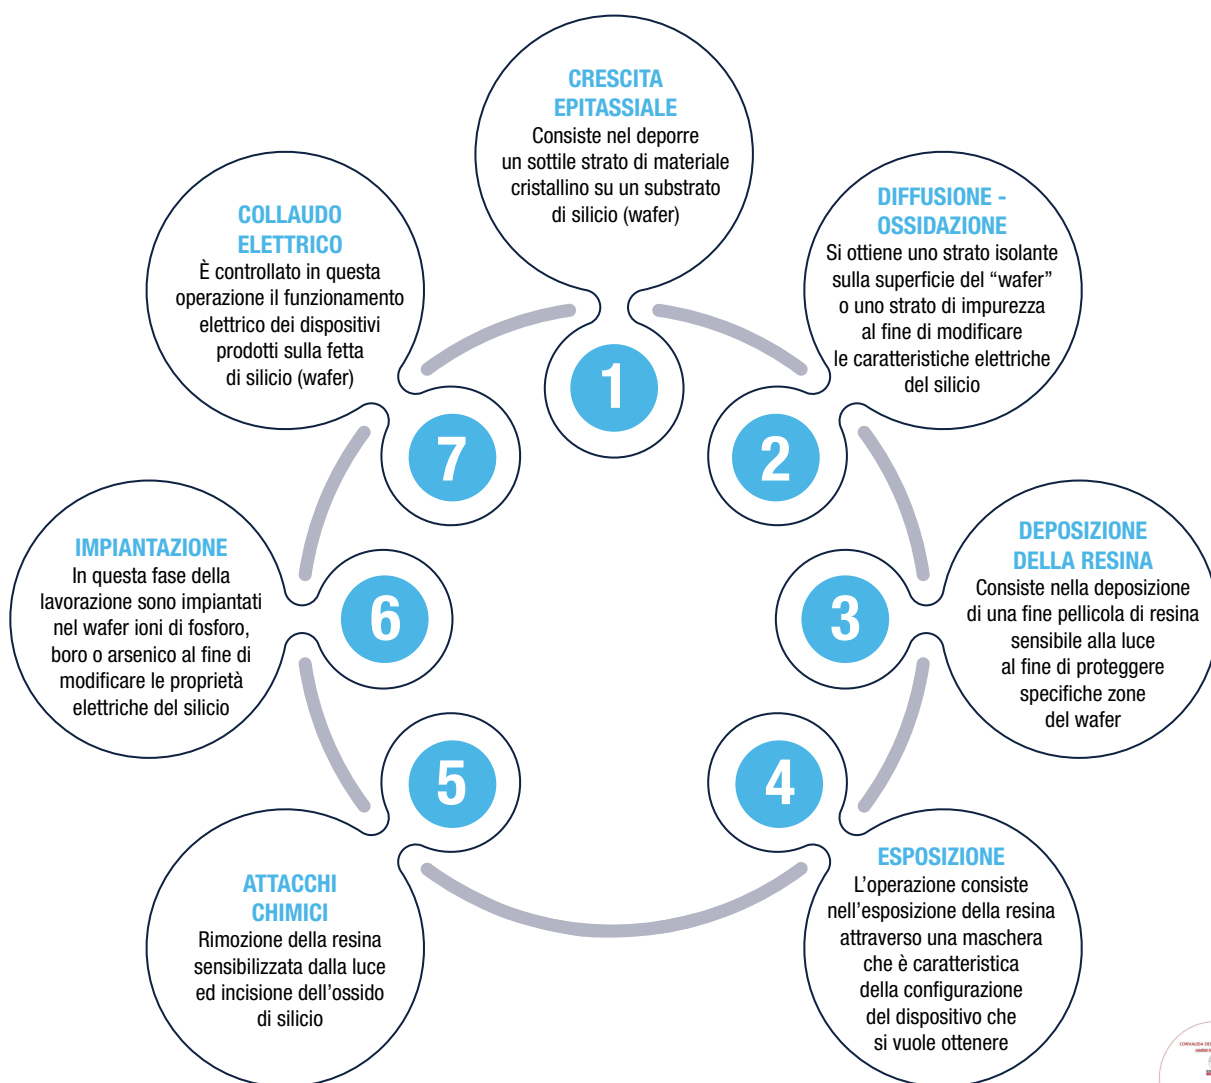 CRESCITA
EPITASSIALE
Consiste nel deporre
un sottile strato di materiale
cristallino su un substrato
di silicio (wafer)
1
DIFFUSIONE -
OSSIDAZIONE
Si ottiene uno strato isolante
sulla superficie del “wafer”
o uno strato di impurezza
al fine di modificare
le caratteristiche elettriche
del silicio
2
DEPOSIZIONE
DELLA RESINA
Consiste nella deposizione
di una fine pellicola di resina
sensibile alla luce
al fine di proteggere
specifiche zone
del wafer
3
ESPOSIZIONE
L’operazione consiste
nell’esposizione della resina
attraverso una maschera
che è caratteristica
della configurazione
del dispositivo che
si vuole ottenere
4
ATTACCHI
CHIMICI
Rimozione della resina
sensibilizzata dalla luce
ed incisione dell’ossido
di silicio
5
IMPIANTAZIONE
In questa fase della
lavorazione sono impiantati
nel wafer ioni di fosforo,
boro o arsenico al fine di
modificare le proprietà
elettriche del silicio
6
COLLAUDO
ELETTRICO
È controllato in questa
operazione il funzionamento
elettrico dei dispositivi
prodotti sulla fetta
di silicio (wafer)
7